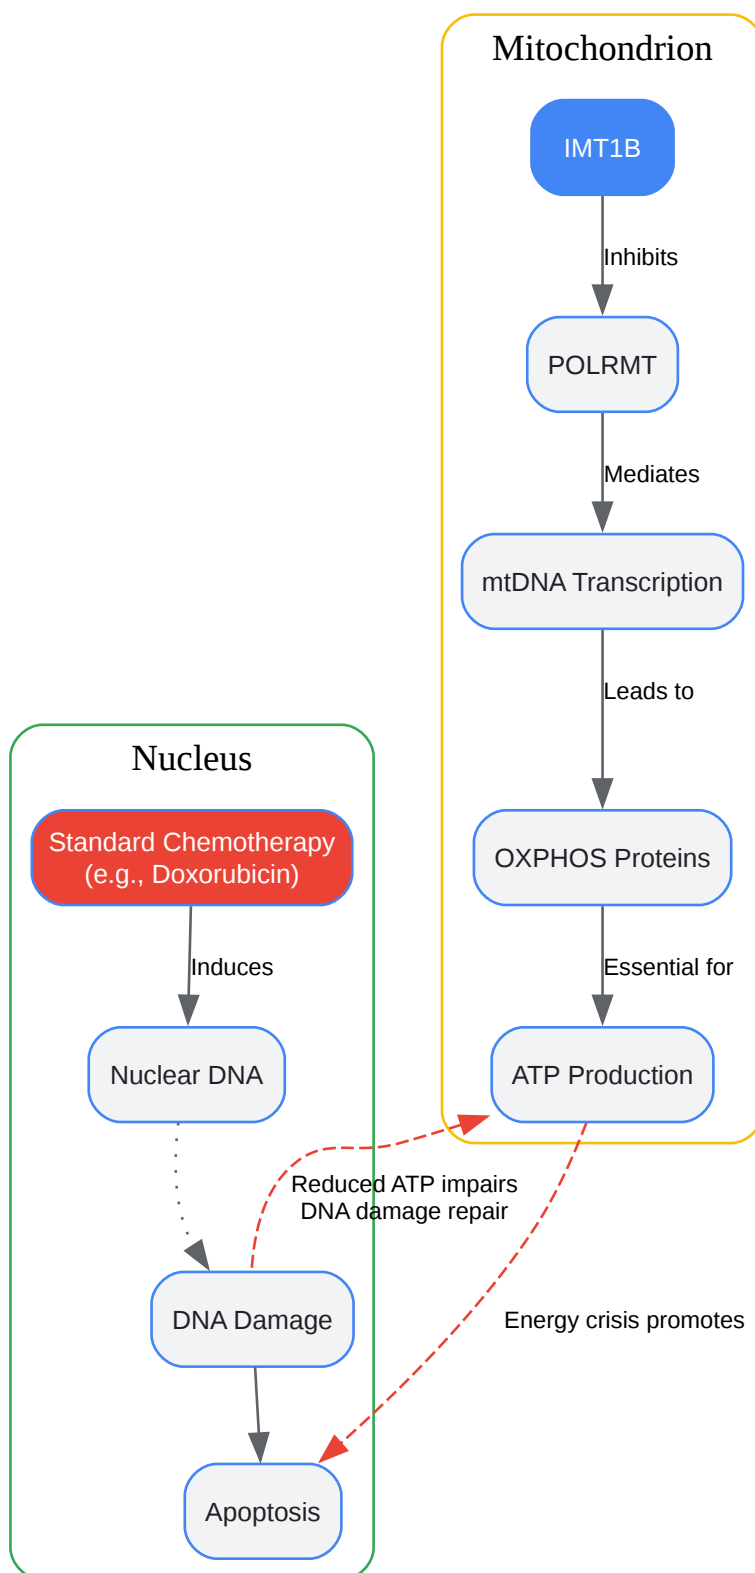 Mitochondrion
IMT1B
Inhibits
POLRMT
Mediates
mtDNA Transcription
Leads to
OXPHOS Proteins
Essential for
ATP Production
Nucleus
Standard Chemotherapy
(e.g., Doxorubicin)
Induces
Nuclear DNA
Reduced ATP impairs
DNA damage repair
DNA Damage
Energy crisis promotes
Apoptosis